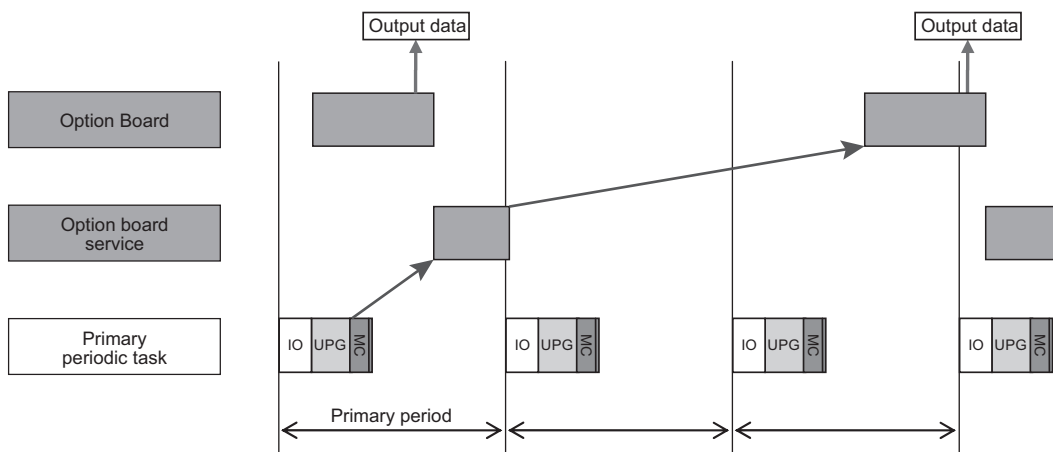 Output data
Output data
Option Board
Option board
service
Primary
periodic task
IO UPG MC
IO UPG MC
IO UPG MC
IO UPG MC
Primary period